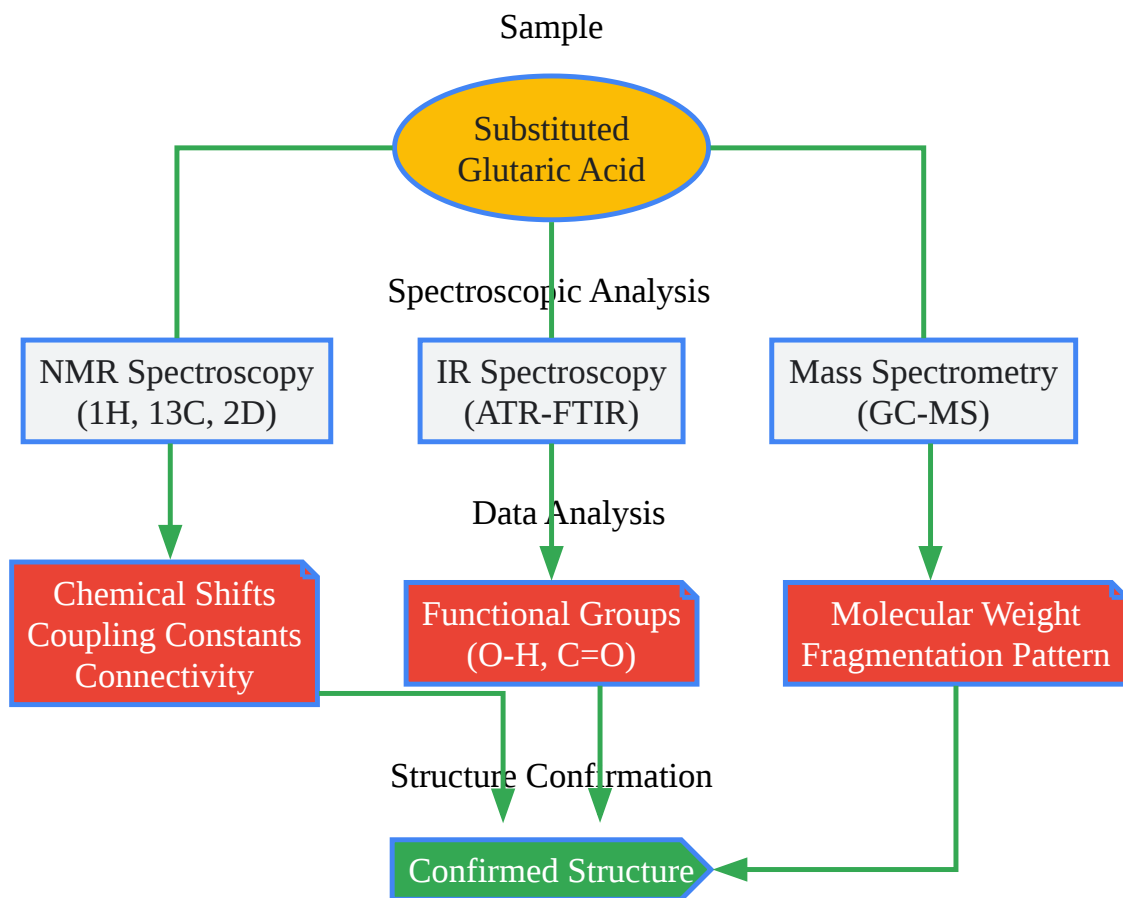 Sample
Substituted
Glutaric Acid
Spectroscopic Analysis
NMR Spectroscopy
(1H, 13C, 2D)
IR Spectroscopy
(ATR-FTIR)
Mass Spectrometry
(GC-MS)
Data Analysis
Chemical Shifts
Coupling Constants
Connectivity
Functional Groups
(O-H, C=O)
Molecular Weight
Fragmentation Pattern
Structure Confirmation
Confirmed Structure